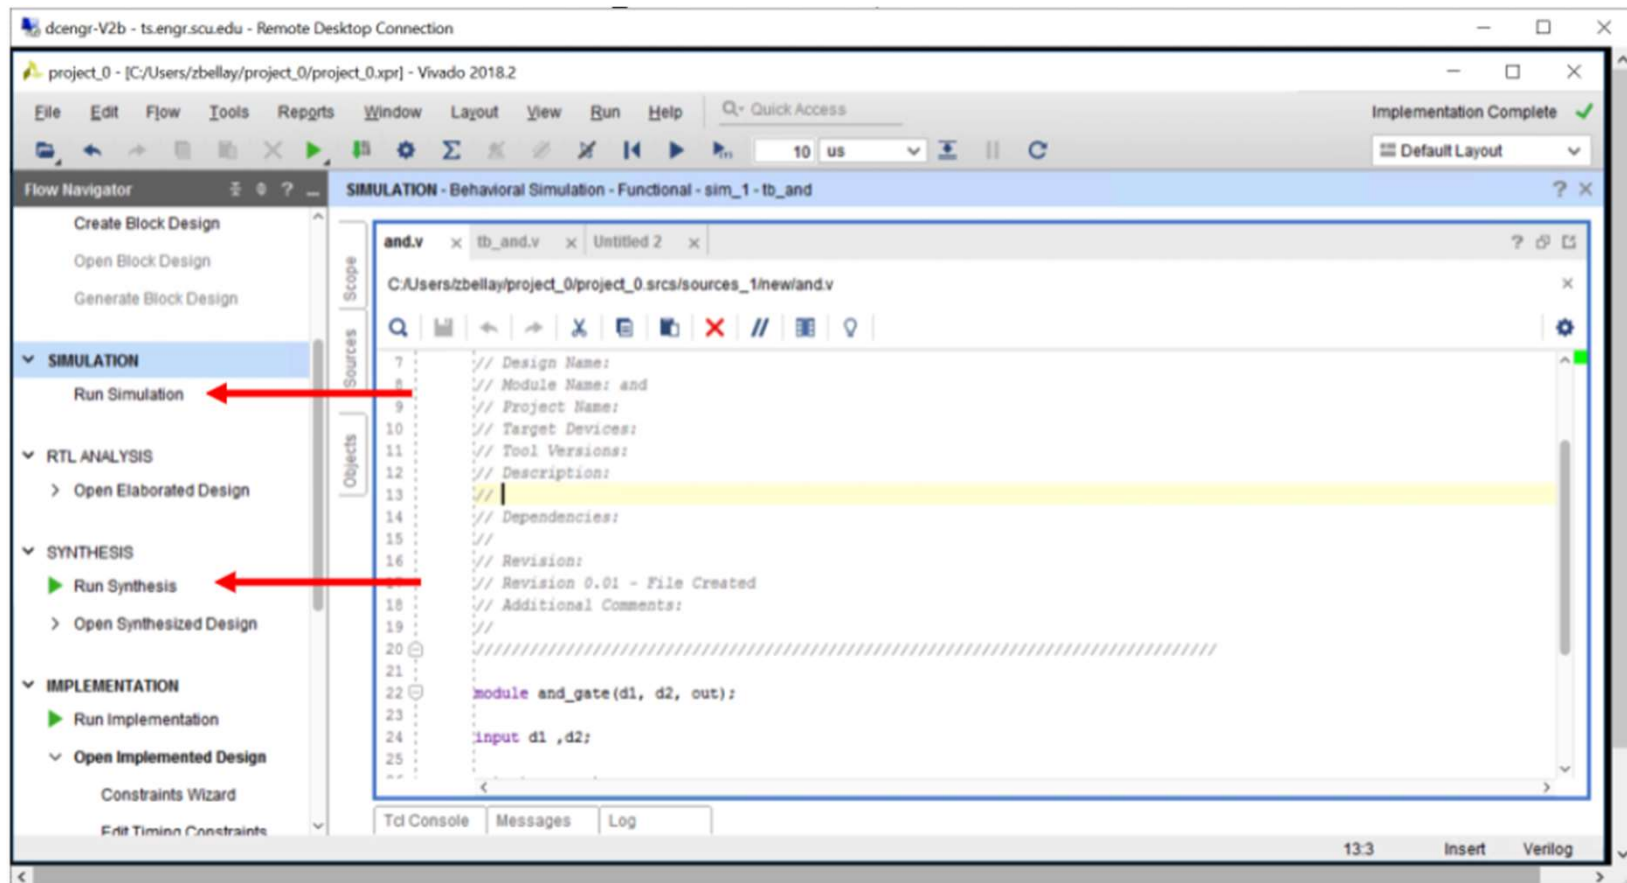 dcengr-V2b - ts.engr.scu.edu - Remote Desktop Connection
project_0 - [C:/Users/zbellay/project_0/project_0.xpr] - Vivado 2018.2
File Edit Flow Tools Reports Window Layout View Run Help Quick Access Implementation Complete
10 us Default Layout
Flow Navigator ? SIMULATION - Behavioral Simulation - Functional - sim_1 - tb_and ?
Create Block Design
Open Block Design
Generate Block Design
SIMULATION
Run Simulation
RTL ANALYSIS
Open Elaborated Design
SYNTHESIS
Run Synthesis
Open Synthesized Design
IMPLEMENTATION
Run Implementation
Open Implemented Design
Constraints Wizard
Edit Timing Constraints
Scope
Sources
Objects
and.v tb_and.v Untitled 2 ?
C:/Users/zbellay/project_0/project_0.srcs/sources_1/new/and.v
7 // Design Name:
8 // Module Name: and
9 // Project Name:
10 // Target Devices:
11 // Tool Versions:
12 // Description:
13 //
14 // Dependencies:
15 //
16 // Revision:
17 // Revision 0.01 - File Created
18 // Additional Comments:
19 //
20 ////////////////////////////////////////////////////////////////////////////////
21
22 module and_gate(d1, d2, out);
23
24 input d1 ,d2;
25
Tcl Console Messages Log
13:3 Insert Verilog